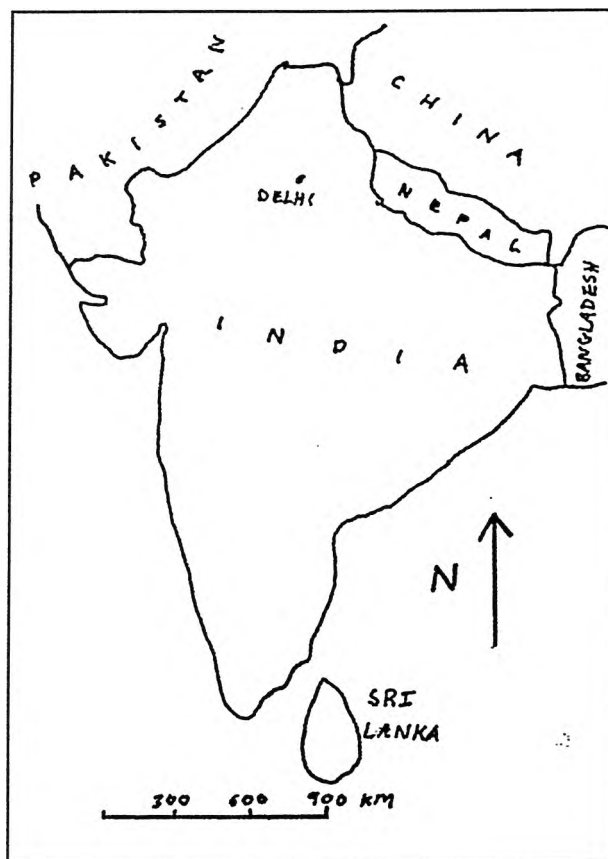 PAKISTAN
CHINA
DELHI
NEPAL
BANGLADESH
INDIA
N
SRI
LANKA
300 600 900 KM